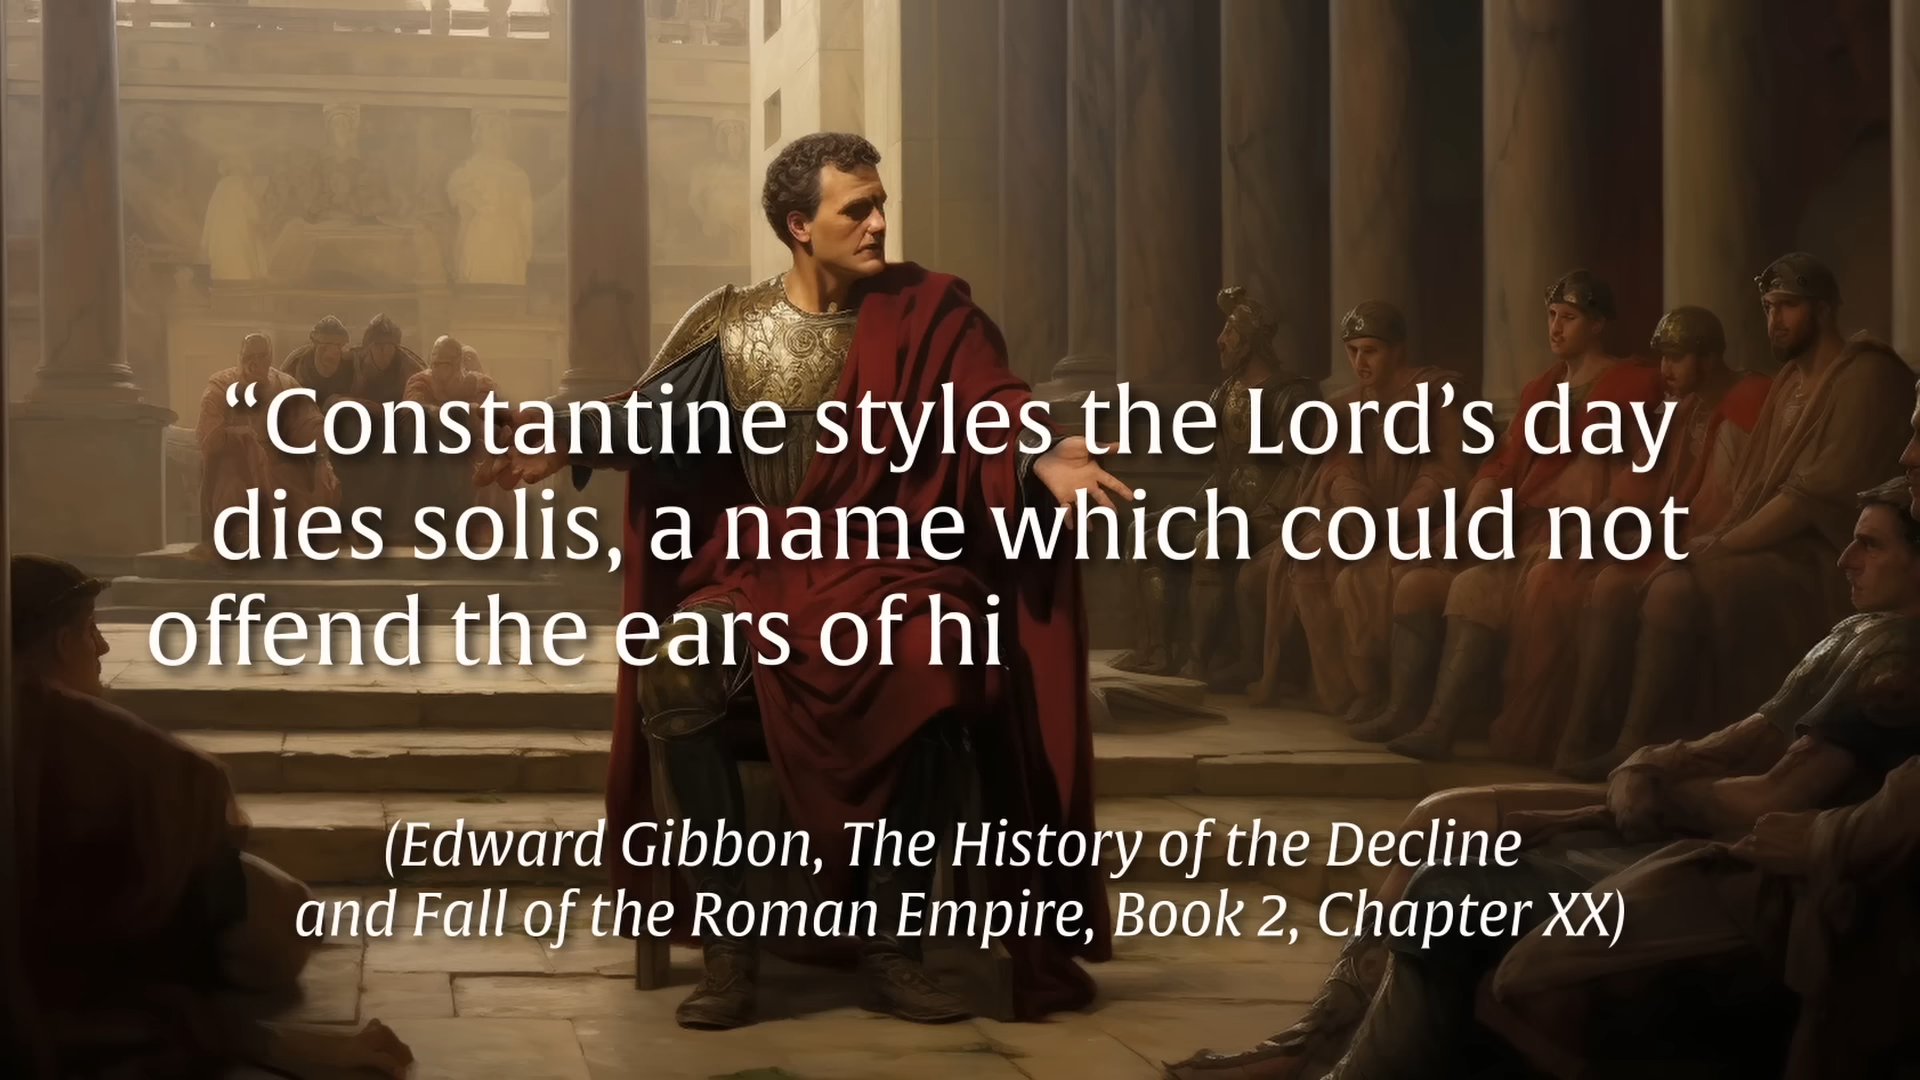 “Constantine styles the Lord’s day
dies solis, a name which could not
offend the ears of hi
(Edward Gibbon, The History of the Decline
and Fall of the Roman Empire, Book 2, Chapter XX)